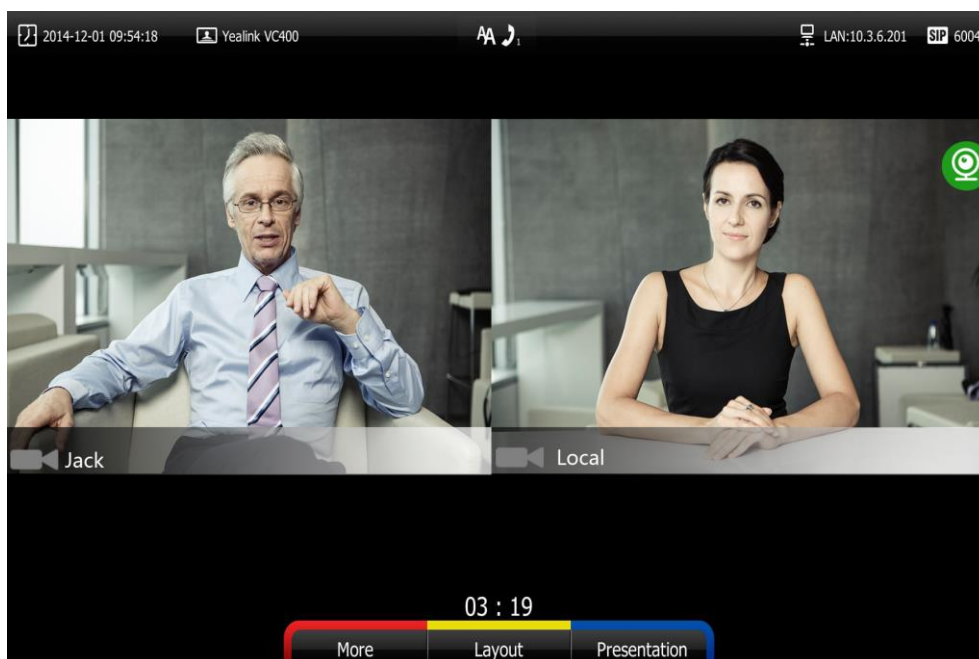 2014-12-01 09:54:18 Yealink VC400 AA 1 LAN:10.3.6.201 SIP 6004
Jack Local
03 : 19
More Layout Presentation